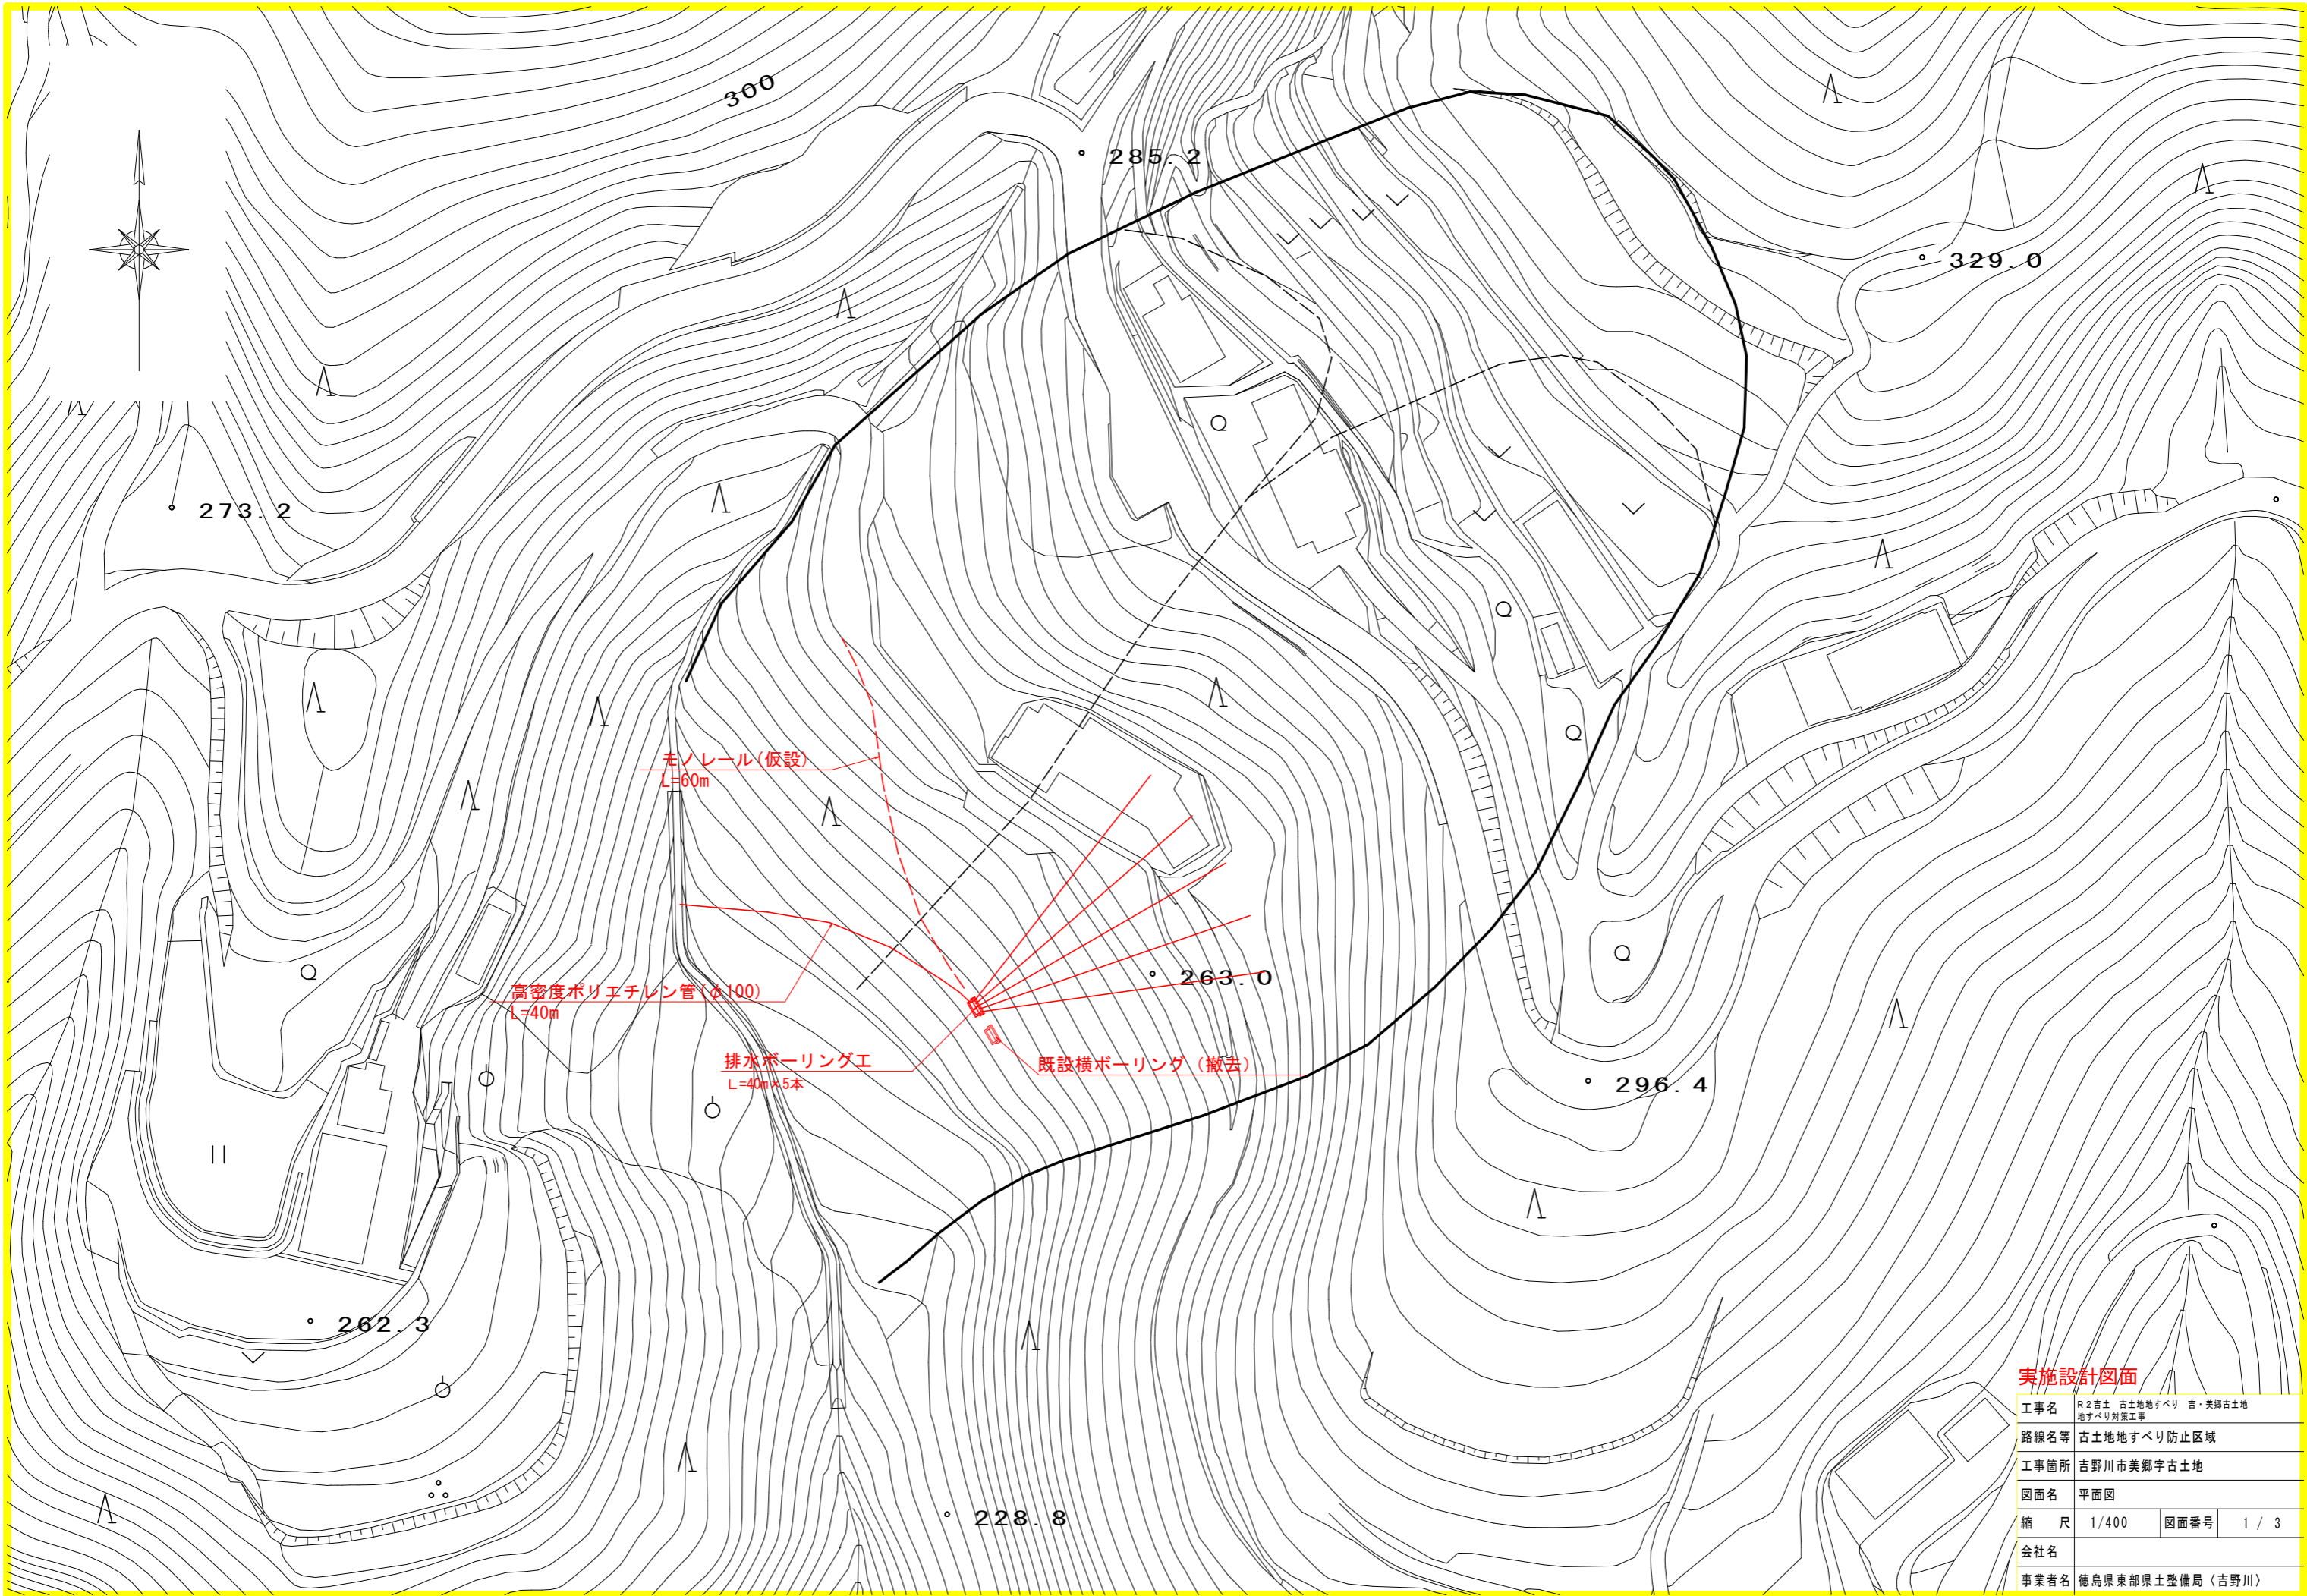 300
285.2
329.0
273.2
モノレール(仮設)
L=60m
263.0
高密度ポリエチレン管(φ100)
L=40m
排水ボーリング工
L=40m×5本
既設横ボーリング（撤去）
296.4
262.3
228.8
実施設計図面
工事名 R2吉土 古土地地すべり 吉・美郷古土地
地すべり対策工事
路線名等 古土地地すべり防止区域
工事箇所 吉野川市美郷字古土地
図面名 平面図
縮 尺 1/400 図面番号 1 / 3
会社名
事業者名 徳島県東部県土整備局〈吉野川〉